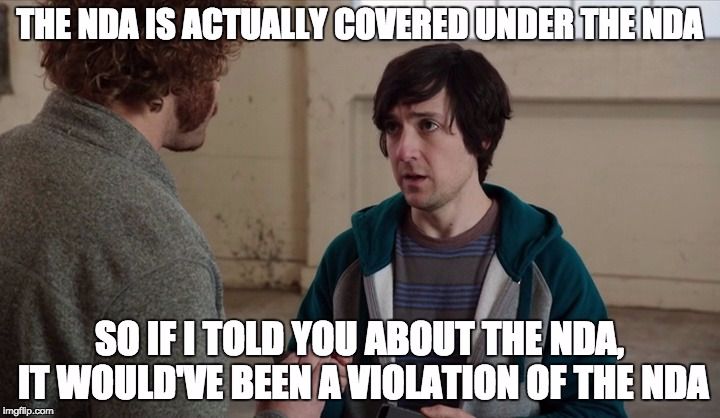 THE NDA IS ACTUALLY COVERED UNDER THE NDA
SO IF I TOLD YOU ABOUT THE NDA,
IT WOULD'VE BEEN A VIOLATION OF THE NDA
imgflip.com